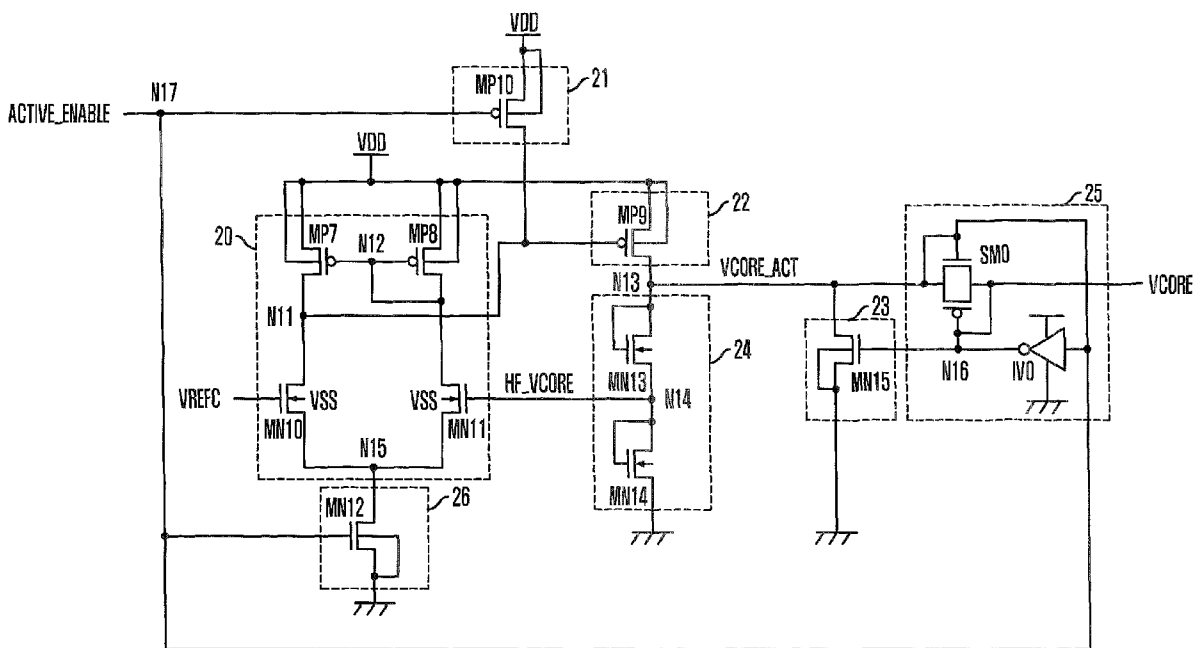 VDD
21
MP10
N17
ACTIVE_ENABLE
VDD
25
22
20
MP7
N12
MP8
MP9
SM0
VCORE_ACT
VCORE
N13
N11
23
24
HF_VCORE
MN13
N14
MN15
N16
IV0
VREFC
VSS
VSS
MN10
MN11
N15
MN14
26
MN12